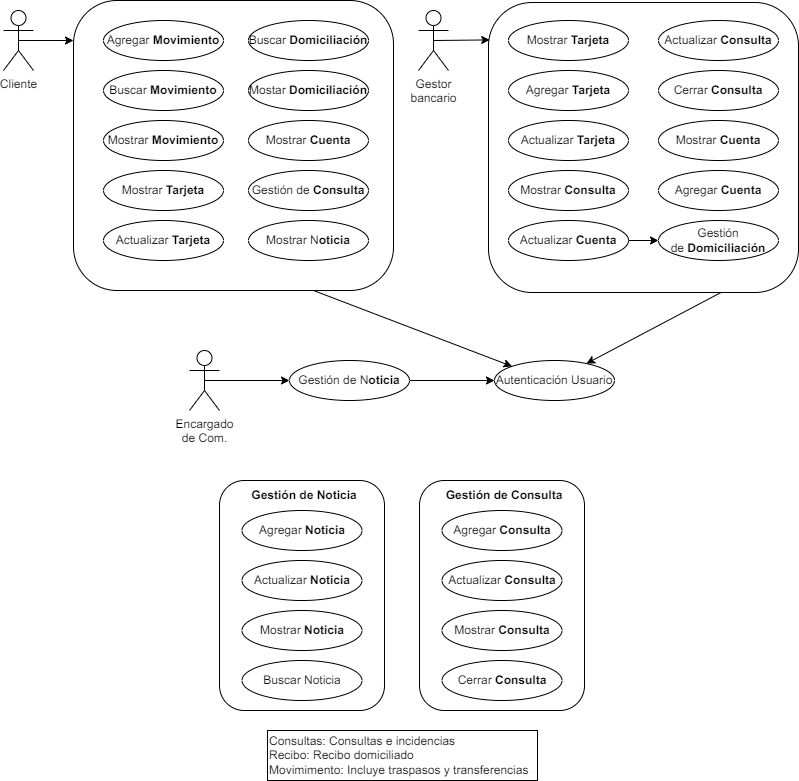 Cliente
Agregar Movimiento
Buscar Movimiento
Mostrar Movimiento
Mostrar Tarjeta
Actualizar Tarjeta
Buscar Domiciliación
Mostar Domiciliación
Mostrar Cuenta
Gestión de Consulta
Mostrar Noticia
Gestor
bancario
Mostrar Tarjeta
Agregar Tarjeta
Actualizar Tarjeta
Mostrar Consulta
Actualizar Cuenta
Actualizar Consulta
Cerrar Consulta
Mostrar Cuenta
Agregar Cuenta
Gestión
de Domiciliación
Encargado
de Com.
Gestión de Noticia
Autenticación Usuario
Gestión de Noticia
Agregar Noticia
Actualizar Noticia
Mostrar Noticia
Buscar Noticia
Gestión de Consulta
Agregar Consulta
Actualizar Consulta
Mostrar Consulta
Cerrar Consulta
Consultas: Consultas e incidencias
Recibo: Recibo domiciliado
Movimimento: Incluye traspasos y transferencias